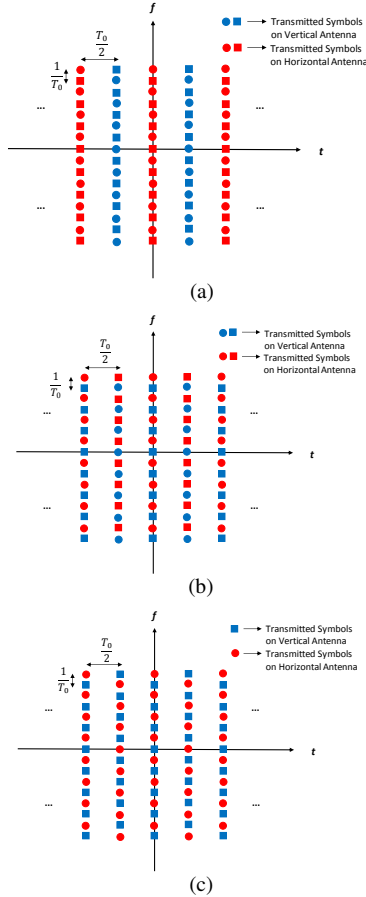 f
Transmitted Symbols
on Vertical Antenna
Transmitted Symbols
on Horizontal Antenna
T0
2
1
T0
...
...
t
...
...
(a)
f
Transmitted Symbols
on Vertical Antenna
Transmitted Symbols
on Horizontal Antenna
T0
2
1
T0
...
...
t
...
...
(b)
f
Transmitted Symbols
on Vertical Antenna
Transmitted Symbols
on Horizontal Antenna
T0
2
1
T0
...
...
t
...
...
(c)